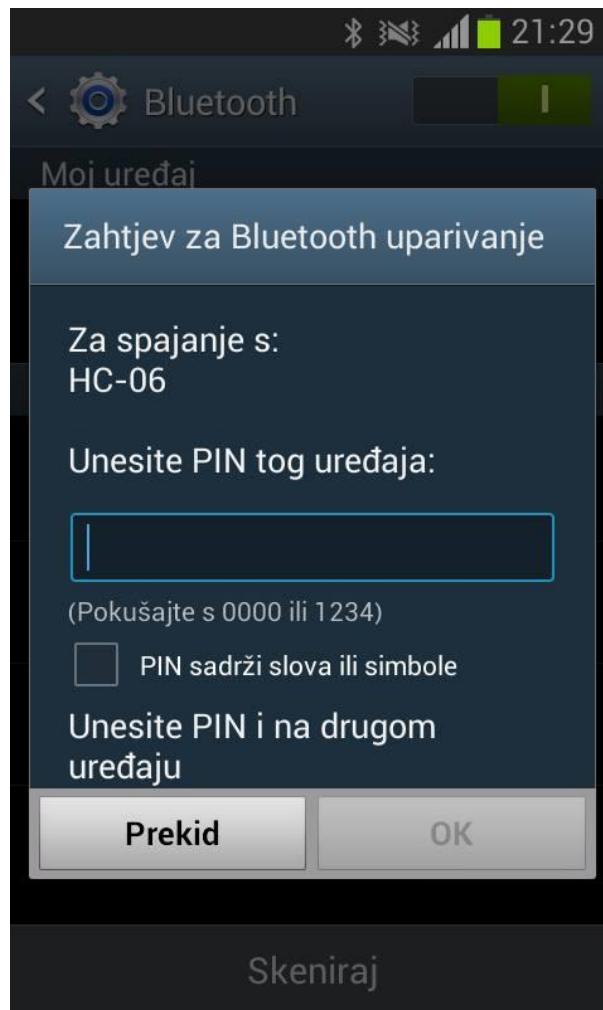 21:29
Bluetooth
Moj uređaj
Zahtjev za Bluetooth uparivanje
Za spajanje s:
HC-06
Unesite PIN tog uređaja:
(Pokušajte s 0000 ili 1234)
PIN sadrži slova ili simbole
Unesite PIN i na drugom
uređaju
Prekid OK
Skeniraj